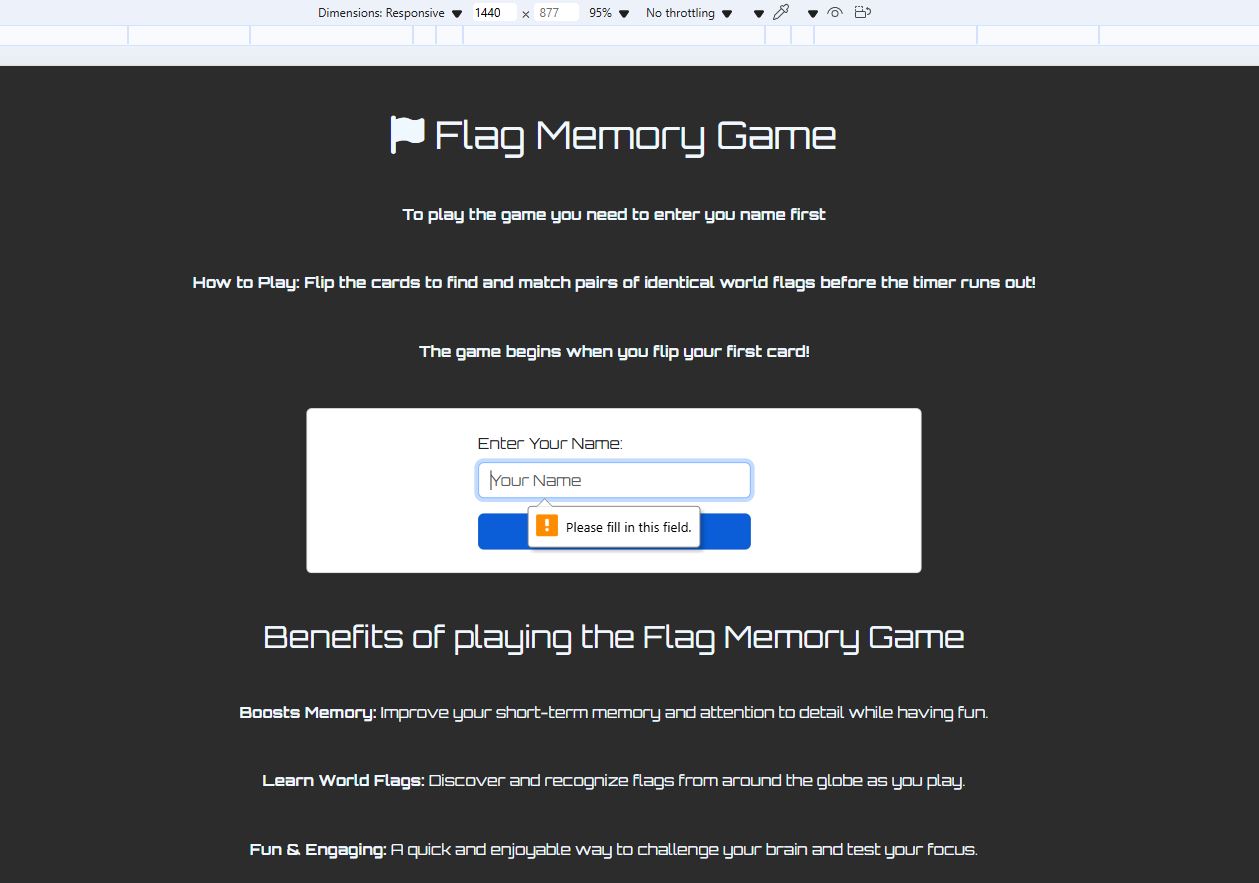 Dimensions: Responsive 1440 × 877 95% No throttling
Flag Memory Game
To play the game you need to enter you name first
How to Play: Flip the cards to find and match pairs of identical world flags before the timer runs out!
The game begins when you flip your first card!
Enter Your Name:
Your Name
Please fill in this field.
Benefits of playing the Flag Memory Game
Boosts Memory: Improve your short-term memory and attention to detail while having fun.
Learn World Flags: Discover and recognize flags from around the globe as you play.
Fun & Engaging: A quick and enjoyable way to challenge your brain and test your focus.